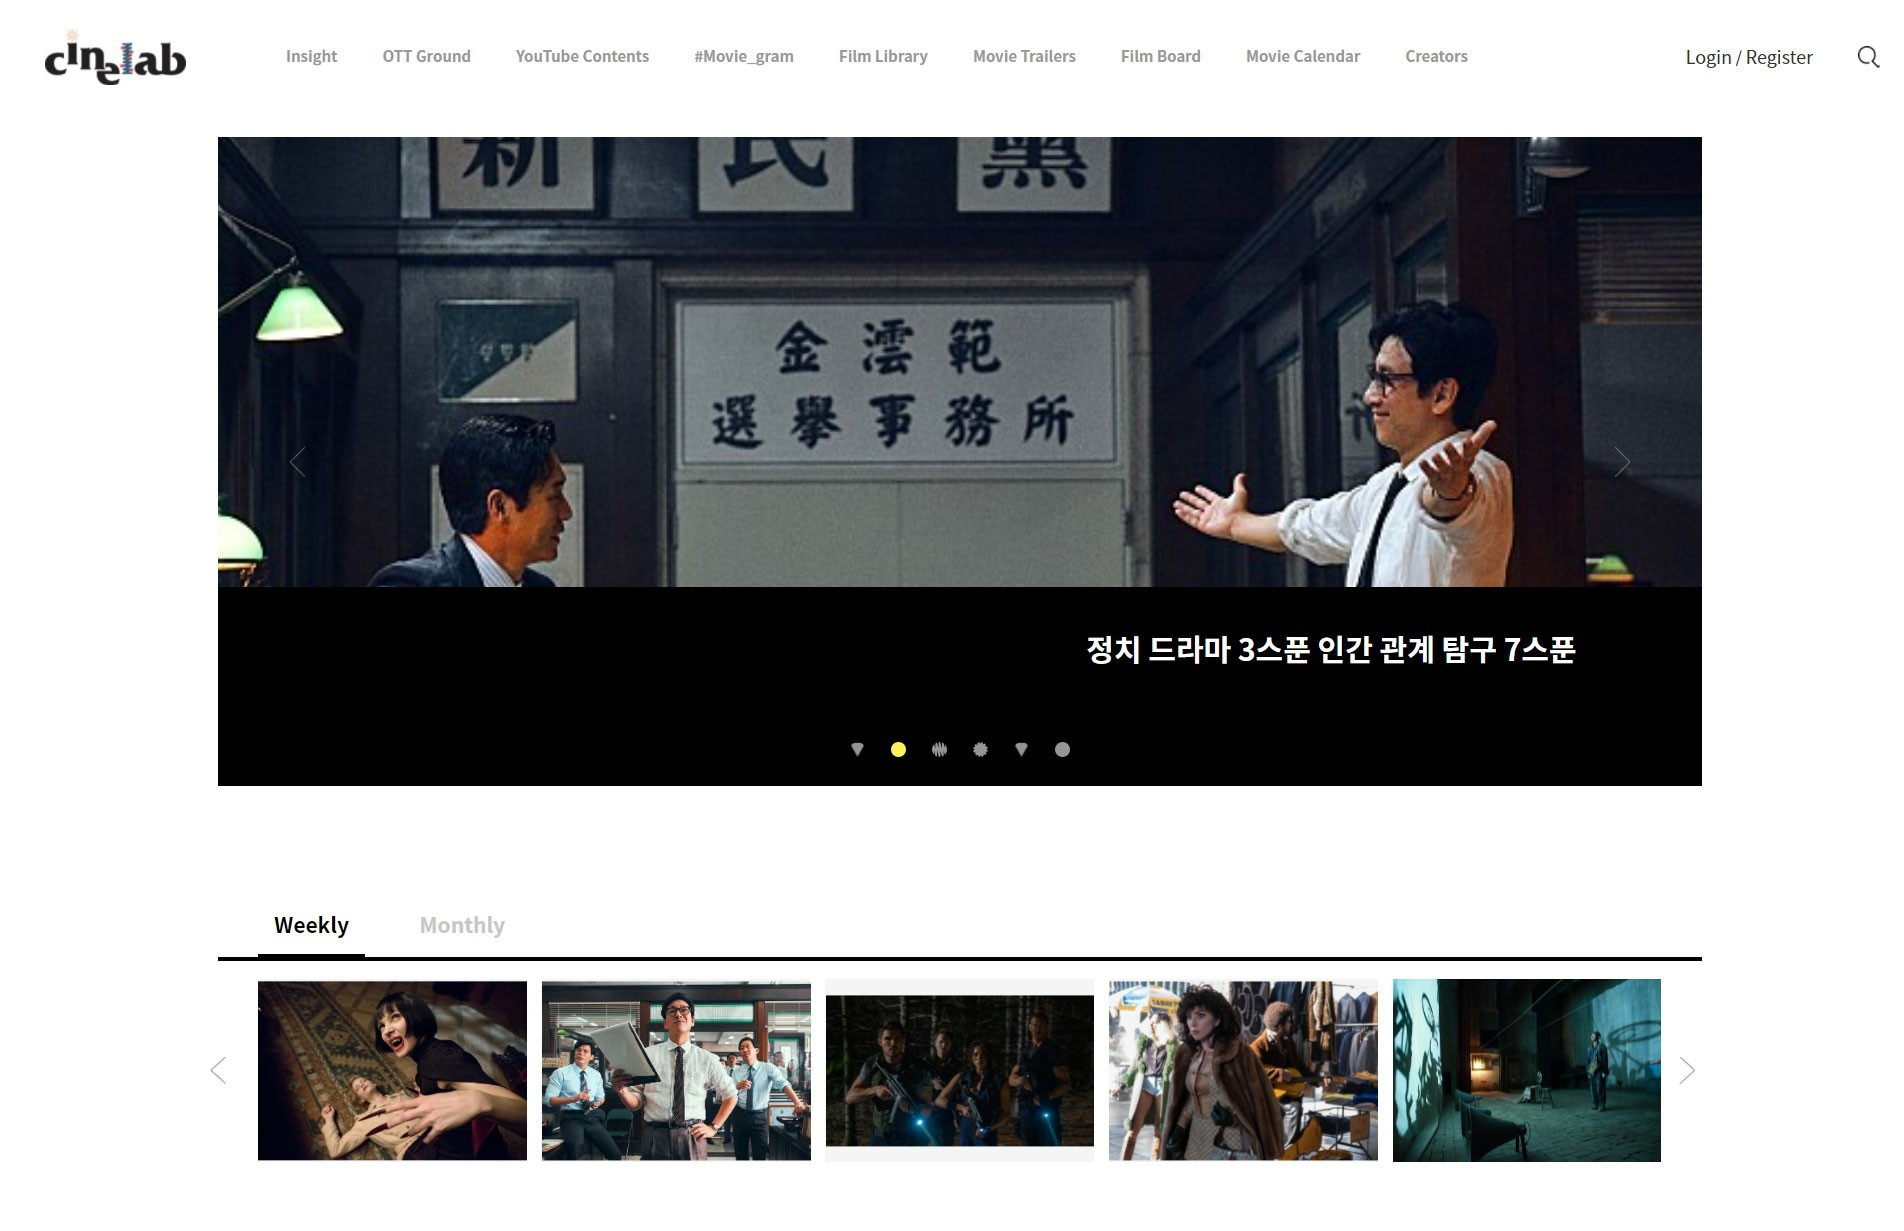 cinelab
Insight
OTT Ground
YouTube Contents
#Movie_gram
Film Library
Movie Trailers
Film Board
Movie Calendar
Creators
Login / Register
新 民 黨
金 澐 範
選 擧 事 務 所
정치 드라마 3스푼 인간 관계 탐구 7스푼
Weekly
Monthly